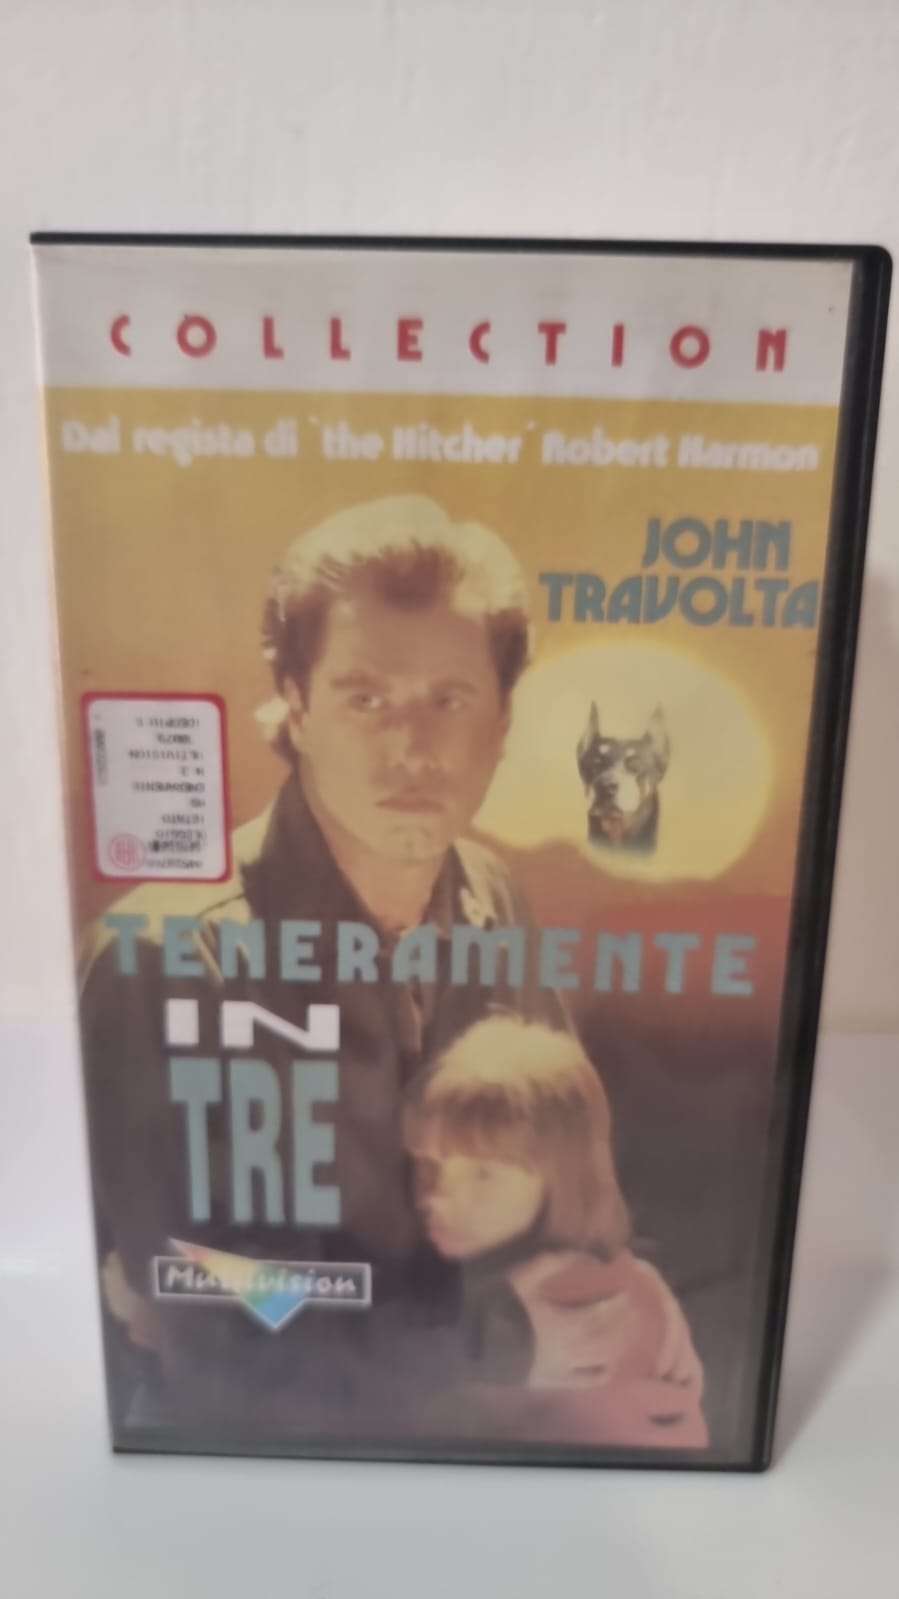 COLLECTION
Dal regista di `the Hitcher´ Robert Harmon
JOHN
TRAVOLTA
TENERAMENTE
IN
TRE
Multivision